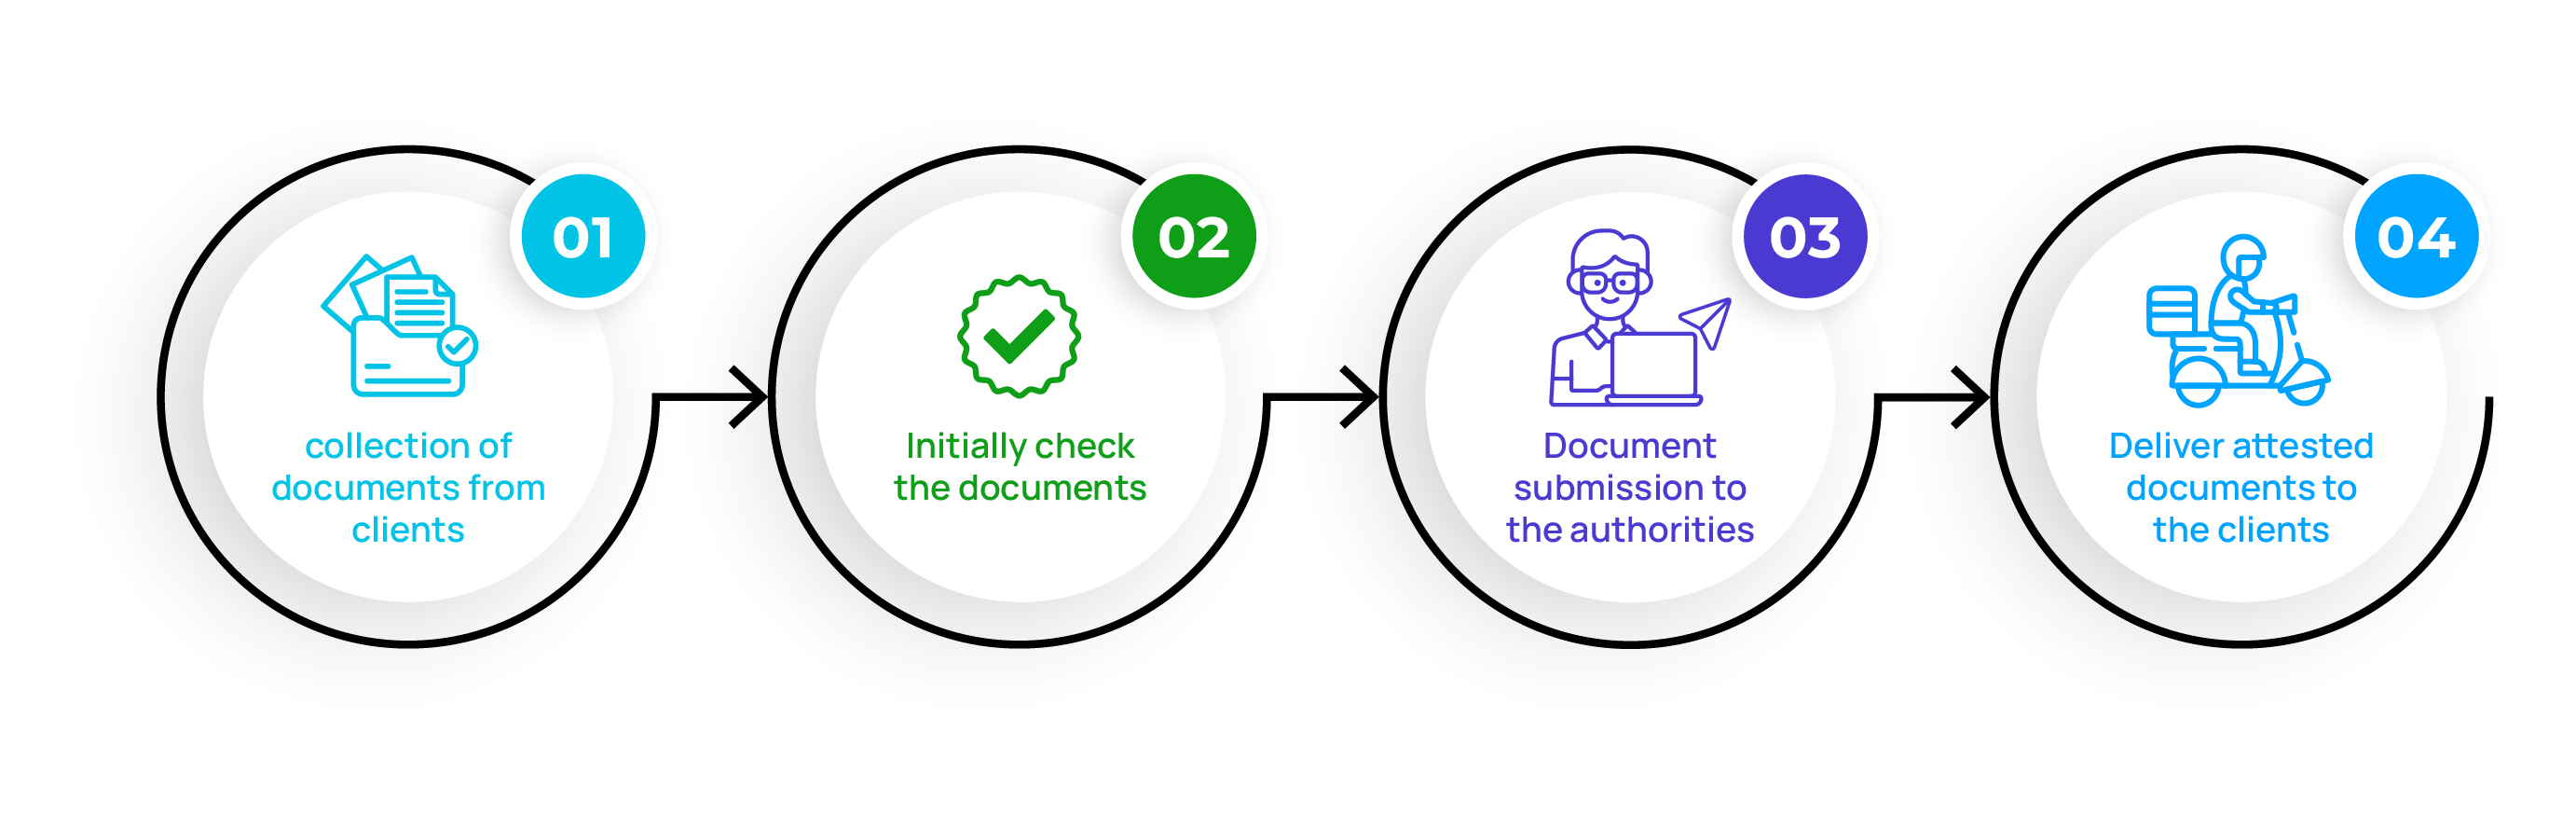 01
collection of
documents from
clients
02
Initially check
the documents
03
Document
submission to
the authorities
04
Deliver attested
documents to
the clients